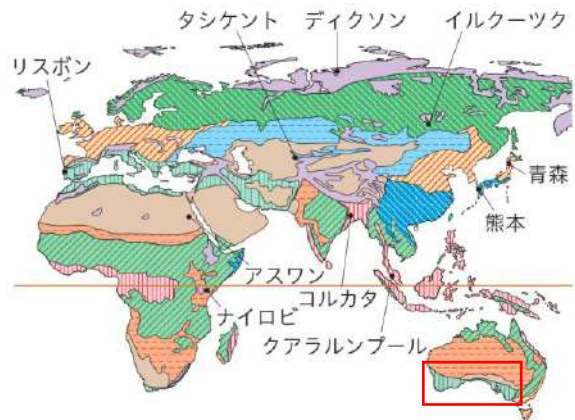 タシケント
ディクソン
イルクーツク
リスボン
青森
熊本
アスワン
コルカタ
ナイロビ
クアラルンプール